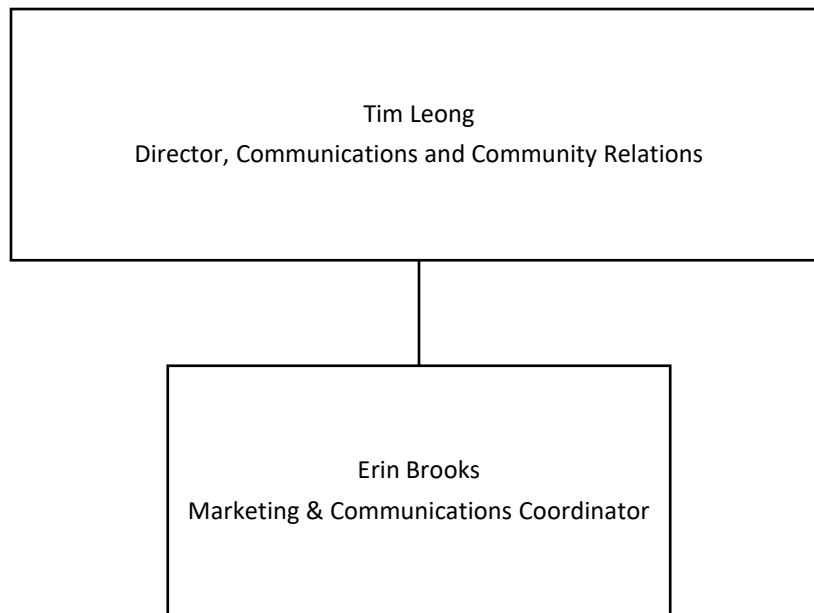 Tim Leong
Director, Communications and Community Relations
Erin Brooks
Marketing & Communications Coordinator